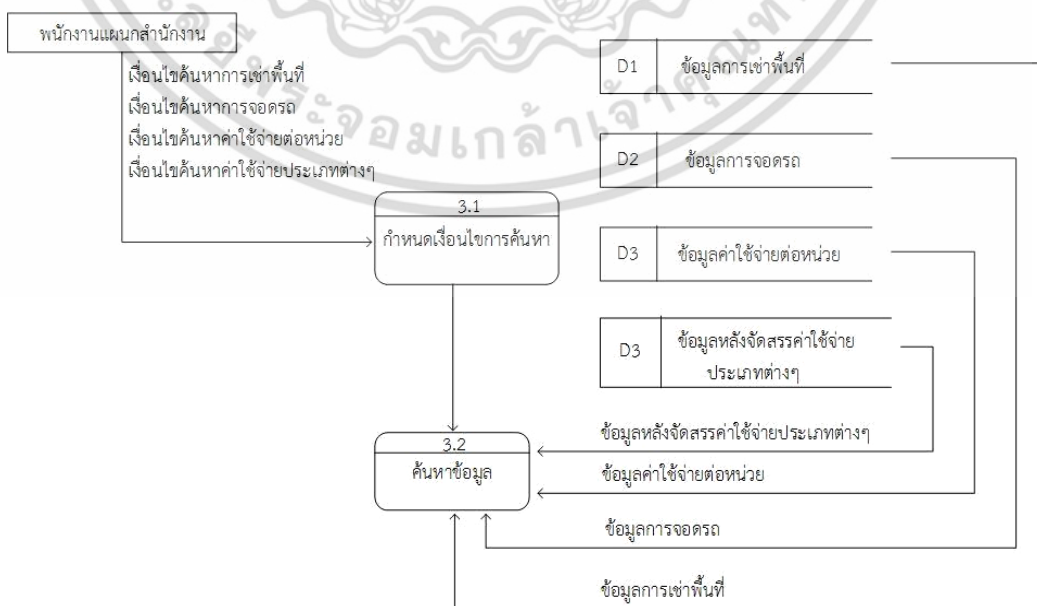 พนักงานแผนกสำนักงาน
เงื่อนไขค้นหาการเช่าพื้นที่
เงื่อนไขค้นหาการจอดรถ
เงื่อนไขค้นหาค่าใช้จ่ายต่อหน่วย
เงื่อนไขค้นหาค่าใช้จ่ายประเภทต่างๆ
3.1
กำหนดเงื่อนไขการค้นหา
D1 ข้อมูลการเช่าพื้นที่
D2 ข้อมูลการจอดรถ
D3 ข้อมูลค่าใช้จ่ายต่อหน่วย
D3 ข้อมูลหลังจัดสรรค่าใช้จ่าย
ประเภทต่างๆ
3.2
ค้นหาข้อมูล
ข้อมูลหลังจัดสรรค่าใช้จ่ายประเภทต่างๆ
ข้อมูลค่าใช้จ่ายต่อหน่วย
ข้อมูลการจอดรถ
ข้อมูลการเช่าพื้นที่